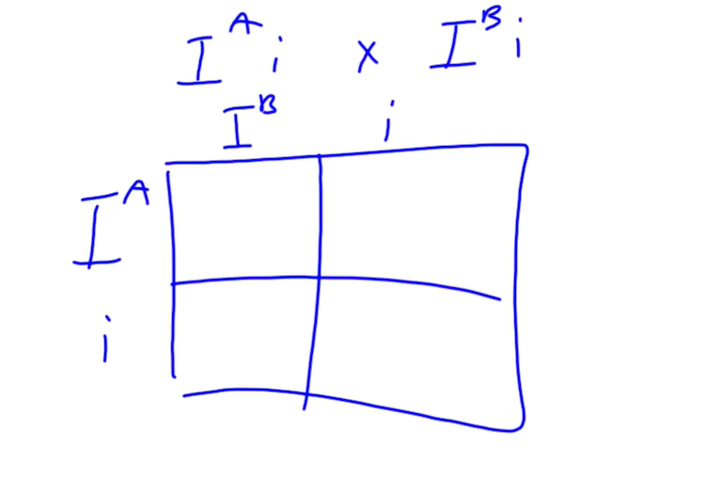 I^A i x I^B i
I^B i
I^A
i